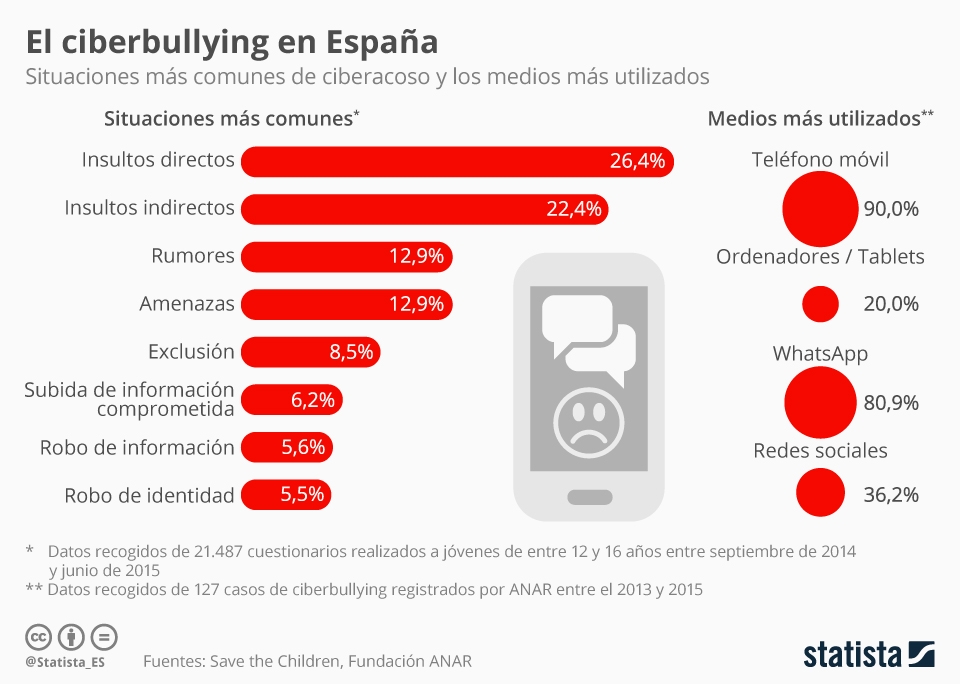 El ciberbullying en España
Situaciones más comunes de ciberacoso y los medios más utilizados
Situaciones más comunes*
Insultos directos 26,4%
Insultos indirectos 22,4%
Rumores 12,9%
Amenazas 12,9%
Exclusión 8,5%
Subida de información
comprometida 6,2%
Robo de información 5,6%
Robo de identidad 5,5%
Medios más utilizados**
Teléfono móvil
90,0%
Ordenadores / Tablets
20,0%
WhatsApp
80,9%
Redes sociales
36,2%
* Datos recogidos de 21.487 cuestionarios realizados a jóvenes de entre 12 y 16 años entre septiembre de 2014
y junio de 2015
** Datos recogidos de 127 casos de ciberbullying registrados por ANAR entre el 2013 y 2015
cc
@Statista_ES
Fuentes: Save the Children, Fundación ANAR
statista